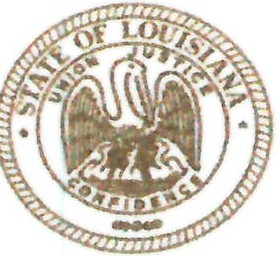 STATE OF LOUISIANA
UNION JUSTICE
CONFIDENCE